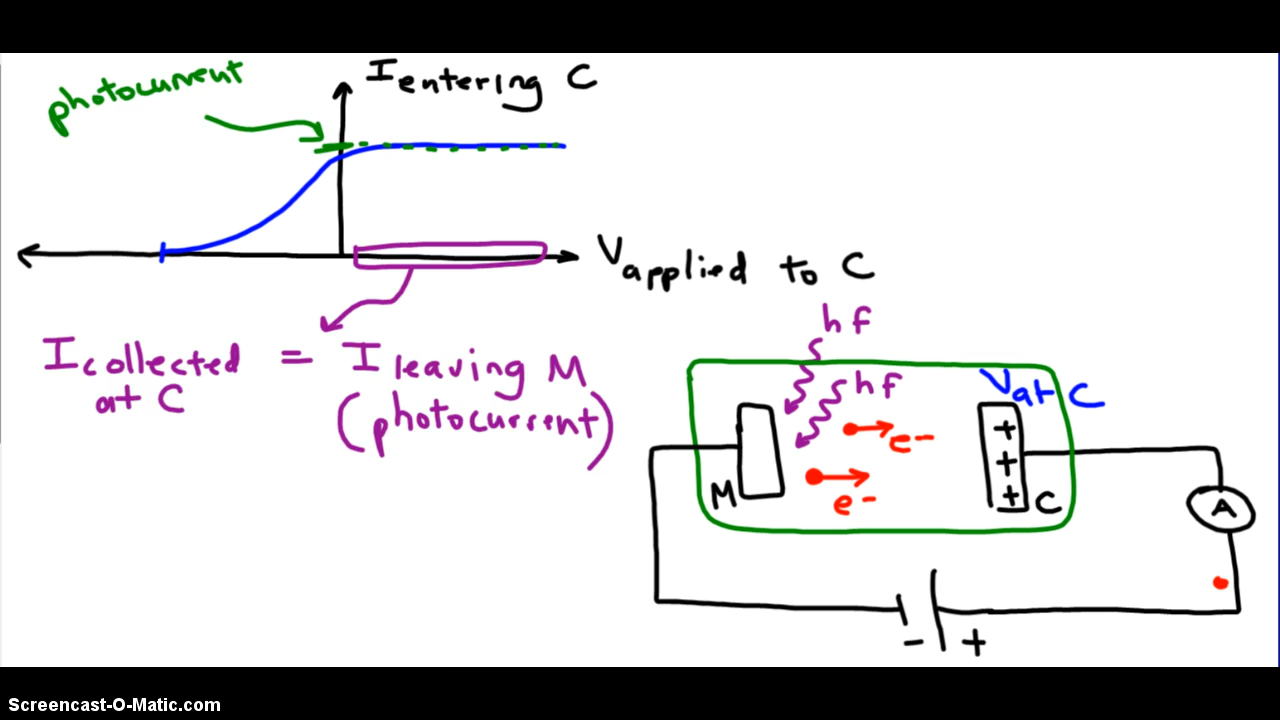 photocurrent
I entering C
V applied to C
I collected at C = I leaving M
(photocurrent)
hf
hf
V at C
e-
e-
+
+
+
M
C
A
- +
Screencast-O-Matic.com